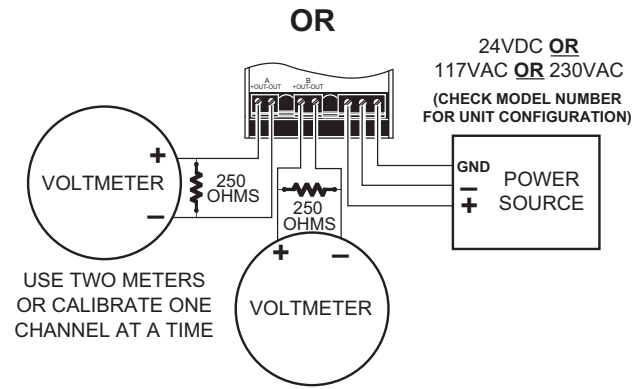 OR
24VDC OR
117VAC OR 230VAC
(CHECK MODEL NUMBER
FOR UNIT CONFIGURATION)
A
+OUT-OUT
B
+OUT-OUT
+
VOLTMETER
−
250
OHMS
250
OHMS
GND
−
+
POWER
SOURCE
USE TWO METERS
OR CALIBRATE ONE
CHANNEL AT A TIME
+ −
VOLTMETER